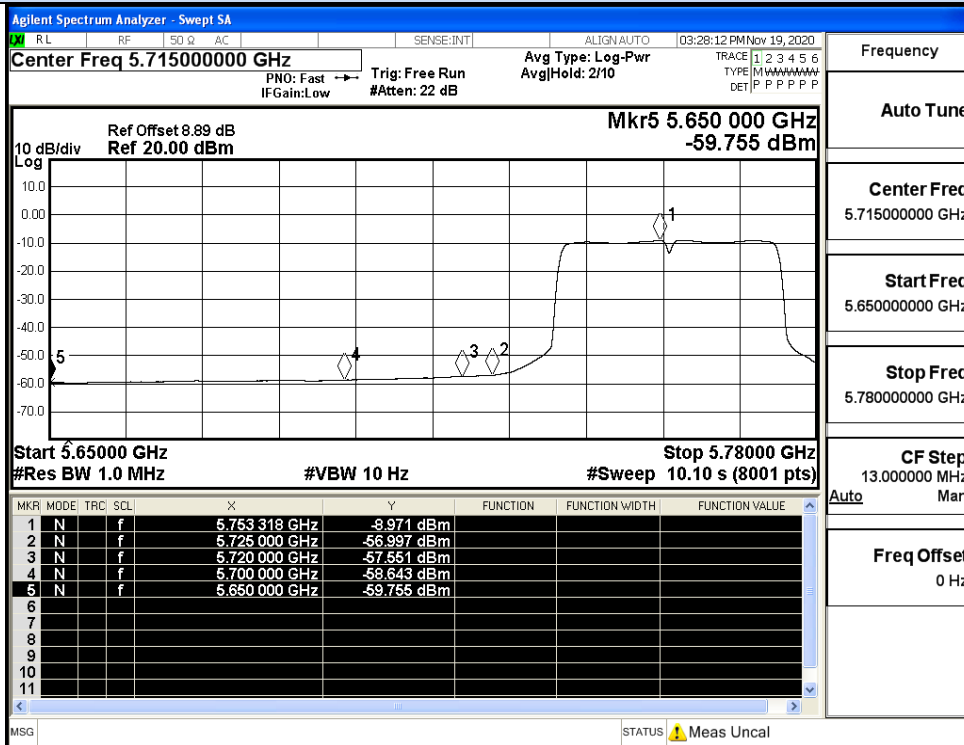 Agilent Spectrum Analyzer - Swept SA
LXI RL RF 50 Ω AC SENSE:INT ALIGN AUTO 03:28:12 PM Nov 19, 2020
Center Freq 5.715000000 GHz
PNO: Fast
IFGain:Low
Trig: Free Run
#Atten: 22 dB
Avg Type: Log-Pwr
Avg|Hold: 2/10
TRACE 1 2 3 4 5 6
TYPE M WWWWW
DET P P P P P P
Mkr5 5.650 000 GHz
-59.755 dBm
10 dB/div
Log
Ref Offset 8.89 dB
Ref 20.00 dBm
10.0
0.00
-10.0
-20.0
-30.0
-40.0
-50.0
-60.0
-70.0
1
2
3
4
5
Start 5.65000 GHz
Stop 5.78000 GHz
#Res BW 1.0 MHz
#VBW 10 Hz
#Sweep 10.10 s (8001 pts)
MKR MODE TRC SCL X Y FUNCTION FUNCTION WIDTH FUNCTION VALUE
1 N f 5.753 318 GHz -8.971 dBm
2 N f 5.725 000 GHz -56.997 dBm
3 N f 5.720 000 GHz -57.551 dBm
4 N f 5.700 000 GHz -58.643 dBm
5 N f 5.650 000 GHz -59.755 dBm
6
7
8
9
10
11
MSG
STATUS Meas Uncal
Frequency
Auto Tune
Center Freq
5.715000000 GHz
Start Freq
5.650000000 GHz
Stop Freq
5.780000000 GHz
CF Step
13.000000 MHz
Auto Man
Freq Offset
0 Hz